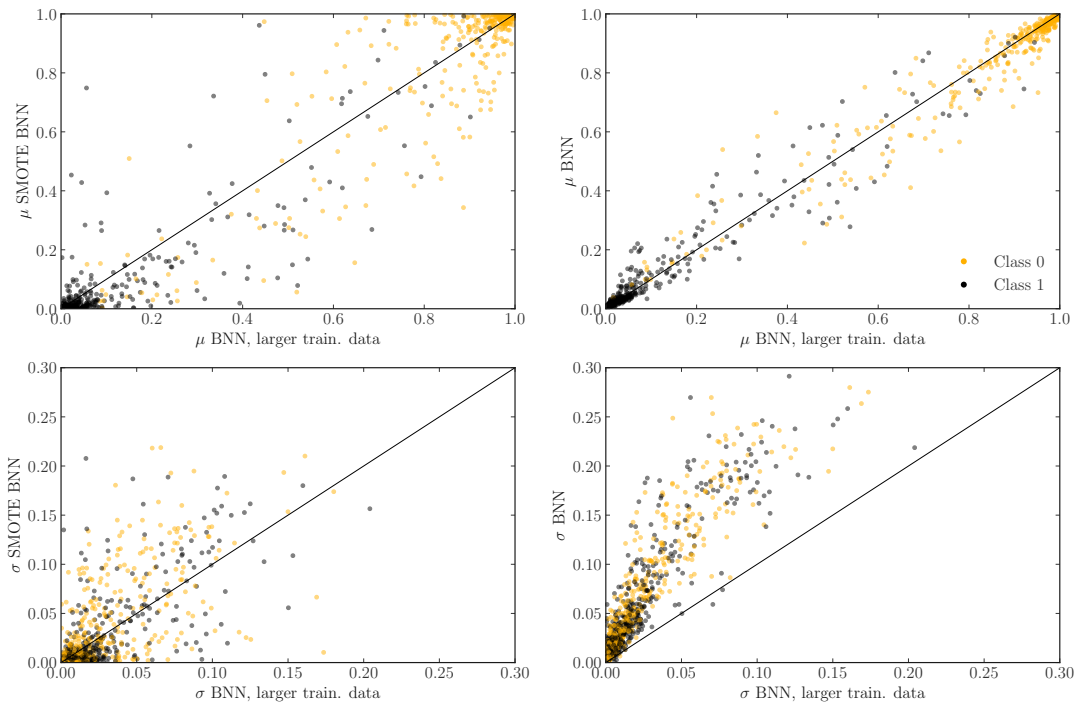 1.0
0.8
0.6
0.4
0.2
0.0
μ SMOTE BNN
0.0 0.2 0.4 0.6 0.8 1.0
μ BNN, larger train. data
1.0
0.8
0.6
0.4
0.2
0.0
μ BNN
Class 0
Class 1
0.0 0.2 0.4 0.6 0.8 1.0
μ BNN, larger train. data
0.30
0.25
0.20
0.15
0.10
0.05
0.00
σ SMOTE BNN
0.00 0.05 0.10 0.15 0.20 0.25 0.30
σ BNN, larger train. data
0.30
0.25
0.20
0.15
0.10
0.05
0.00
σ BNN
0.00 0.05 0.10 0.15 0.20 0.25 0.30
σ BNN, larger train. data